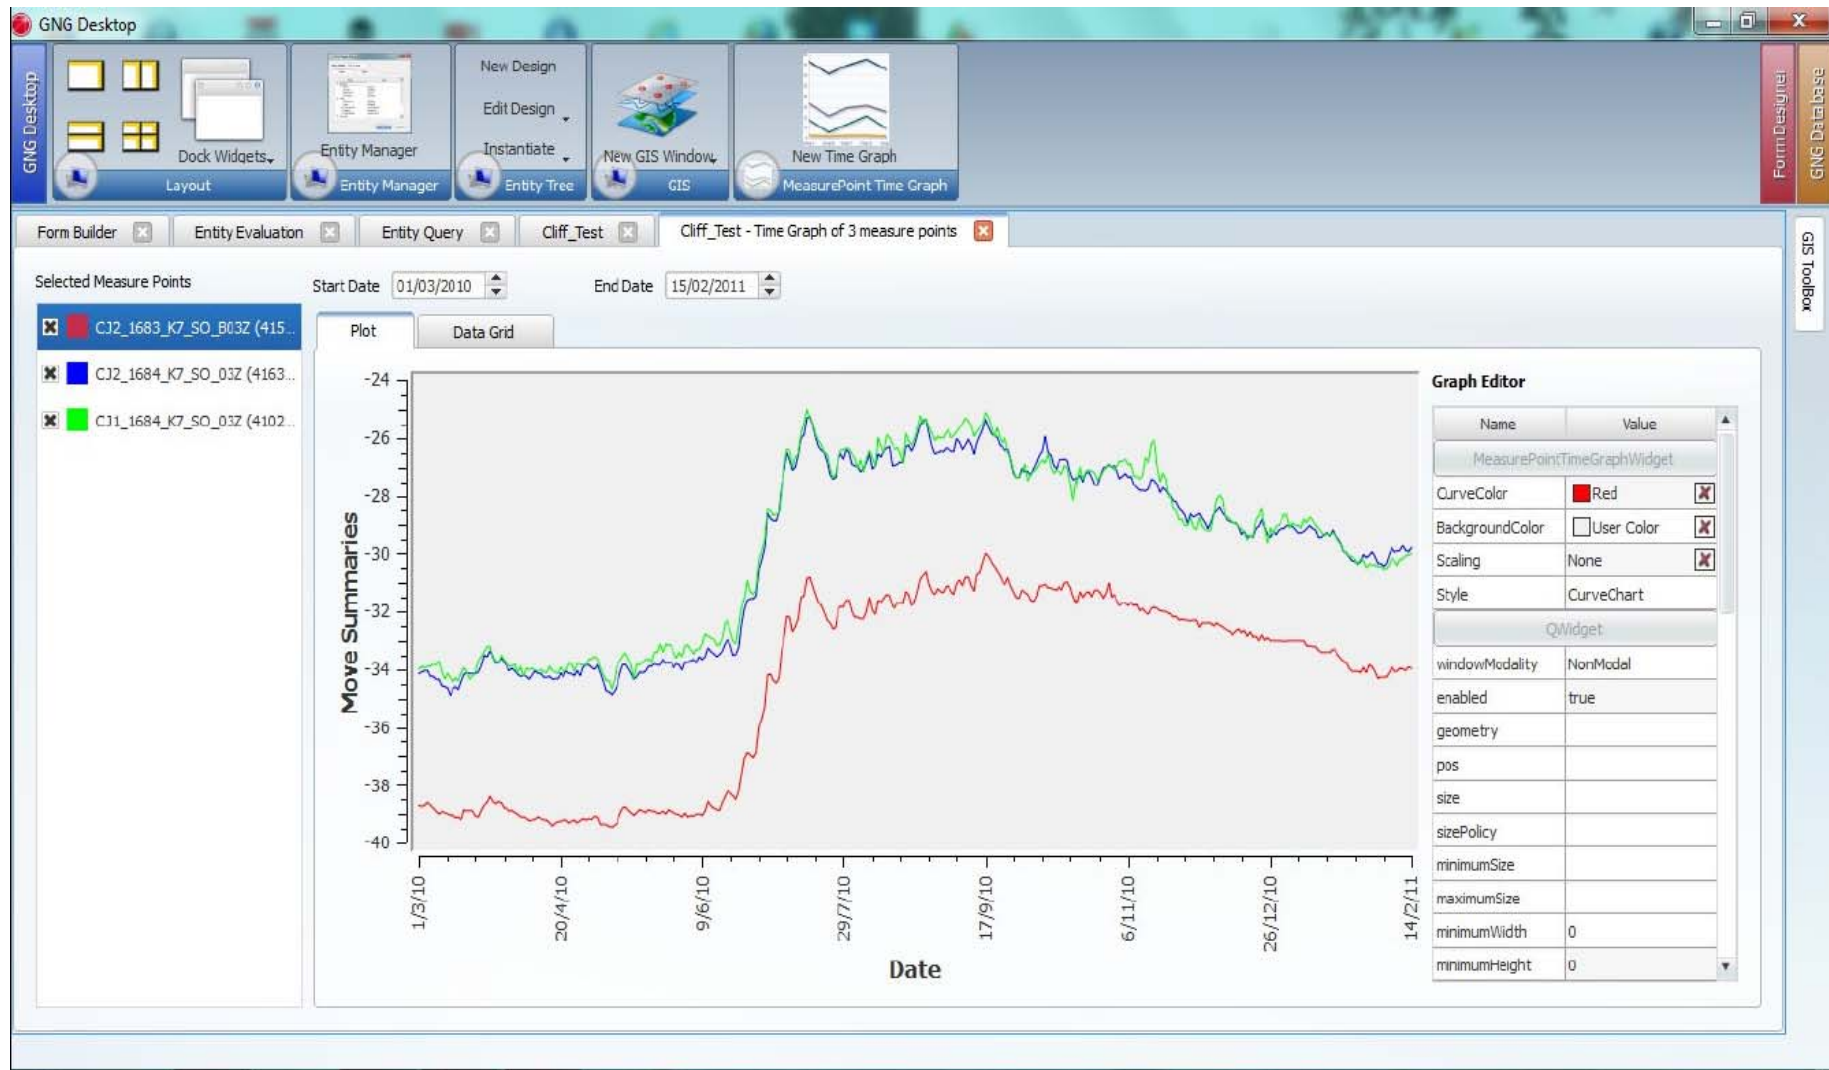 GNG Desktop
GNG Desktop
Dock Widgets
Layout
Entity Manager
Entity Manager
New Design
Edit Design
Instantiate
Entity Tree
New GIS Window
GIS
New Time Graph
MeasurePoint Time Graph
Form Designer
GNG Database
Form Builder
Entity Evaluation
Entity Query
Cliff_Test
Cliff_Test - Time Graph of 3 measure points
GIS ToolBox
Selected Measure Points
Start Date 01/03/2010
End Date 15/02/2011
CJ2_1683_K7_SO_B03Z (415...
CJ2_1684_K7_SO_03Z (4163...
CJ1_1684_K7_SO_03Z (4102...
Plot
Data Grid
-24
-26
-28
-30
-32
-34
-36
-38
-40
Move Summaries
1/3/10
20/4/10
9/6/10
29/7/10
17/9/10
6/11/10
26/12/10
14/2/11
Date
Graph Editor
Name Value
MeasurePointTimeGraphWidget
CurveColor Red
BackgroundColor User Color
Scaling None
Style CurveChart
QWidget
windowModality NonModal
enabled true
geometry
pos
size
sizePolicy
minimumSize
maximumSize
minimumWidth 0
minimumHeight 0